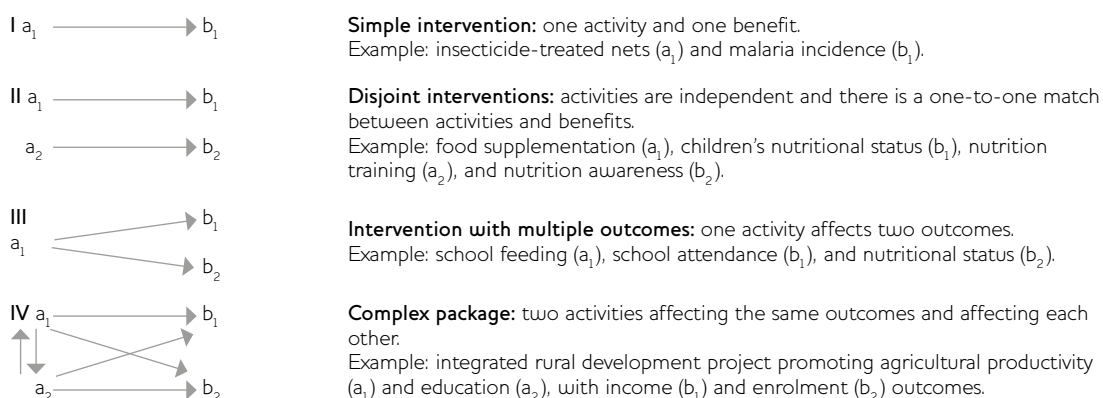 I a₁ b₁ Simple intervention: one activity and one benefit.
Example: insecticide-treated nets (a₁) and malaria incidence (b₁).
II a₁ b₁ Disjoint interventions: activities are independent and there is a one-to-one match
between activities and benefits.
a₂ b₂ Example: food supplementation (a₁), children's nutritional status (b₁), nutrition
training (a₂), and nutrition awareness (b₂).
III b₁
a₁ Intervention with multiple outcomes: one activity affects two outcomes.
b₂ Example: school feeding (a₁), school attendance (b₁), and nutritional status (b₂).
IV a₁ b₁ Complex package: two activities affecting the same outcomes and affecting each
other.
Example: integrated rural development project promoting agricultural productivity
a₂ b₂ (a₁) and education (a₂), with income (b₁) and enrolment (b₂) outcomes.